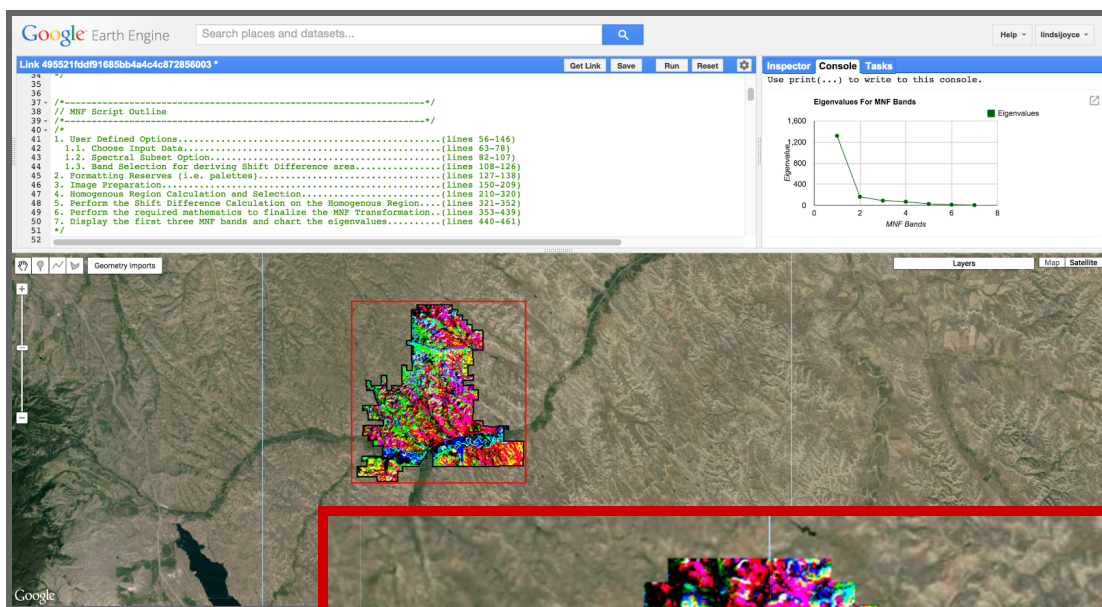 Google Earth Engine
Search places and datasets...
Help
lindsijoyce
Link 495521fddf91685bb4a4c4c872856003 *
Get Link
Save
Run
Reset
34 */
35
36
37 /*------------------------------------------------------------------*/
38 // MNF Script Outline
39 /*------------------------------------------------------------------*/
40 /*
41 1. User Defined Options................................................(lines 56-146)
42 1.1. Choose Input Data...............................................(lines 63-78)
43 1.2. Spectral Subset Option..........................................(lines 82-107)
44 1.3. Band Selection for deriving Shift Difference area................(lines 108-126)
45 2. Formatting Reserves (i.e. palettes).................................(lines 127-138)
46 3. Image Preparation...................................................(lines 150-209)
47 4. Homogenous Region Calculation and Selection.........................(lines 210-320)
48 5. Perform the Shift Difference Calculation on the Homogenous Region....(lines 321-352)
49 6. Perform the required mathematics to finalize the MNF Transformation..(lines 353-439)
50 7. Display the first three MNF bands and chart the eigenvalues..........(lines 440-461)
51 */
52
Inspector Console Tasks
Use print(...) to write to this console.
Eigenvalues For MNF Bands
Eigenvalues
1,600
1,200
800
400
0
Eigenvalue
0 2 4 6 8
MNF Bands
Geometry Imports
Layers
Map Satellite
Google